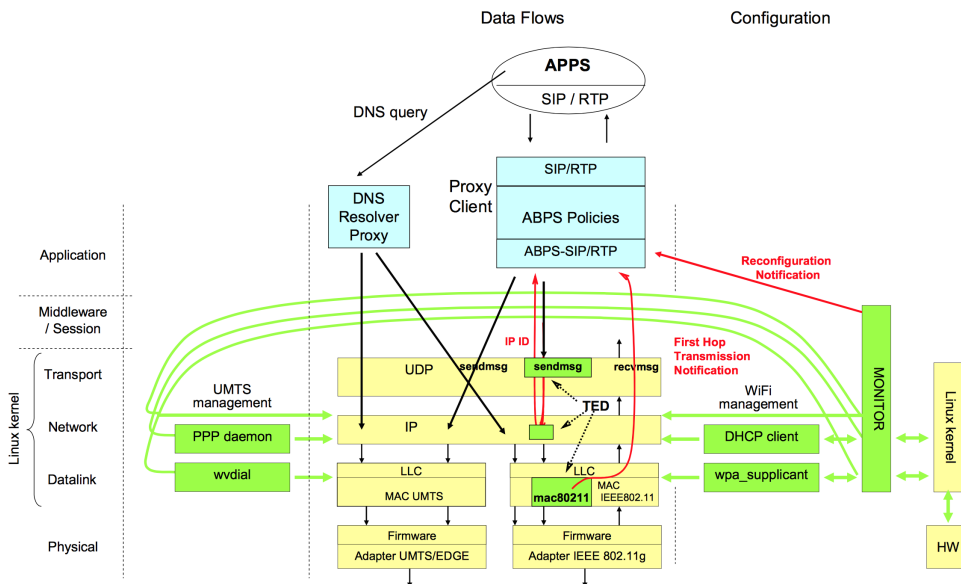 Data Flows
Configuration
APPS
SIP / RTP
DNS query
SIP/RTP
Proxy
Client
ABPS Policies
ABPS-SIP/RTP
DNS
Resolver
Proxy
Application
Reconfiguration
Notification
Middleware
/ Session
IP ID
First Hop
Transmission
Notification
Linux kernel
Transport
UDP
sendmsg
sendmsg
recvmsg
MONITOR
Linux kernel
UMTS
management
TED
WiFi
management
Network
PPP daemon
IP
DHCP client
Datalink
wvdial
LLC
MAC UMTS
LLC
mac80211
MAC
IEEE802.11
wpa_supplicant
Physical
Firmware
Adapter UMTS/EDGE
Firmware
Adapter IEEE 802.11g
HW